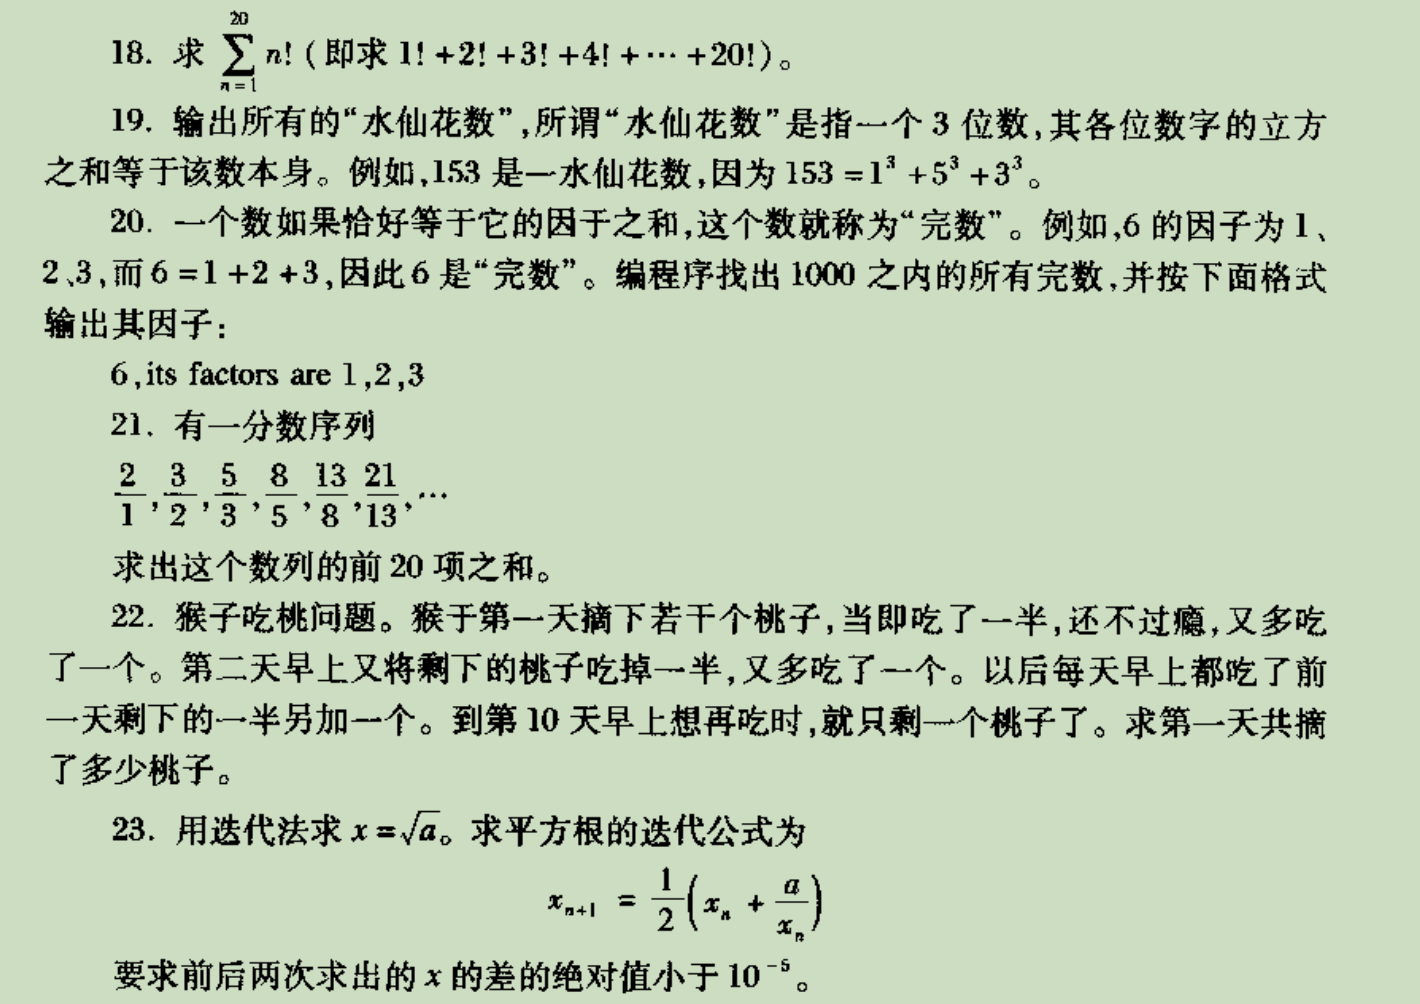 18. 求 $\sum_{n=1}^{20} n!$ (即求 1! +2! +3! +4! + ⋯ +20!)。
19. 输出所有的“水仙花数”,所谓“水仙花数”是指一个 3 位数,其各位数字的立方
之和等于该数本身。例如,153 是一水仙花数,因为 153 =1³ +5³ +3³。
20. 一个数如果恰好等于它的因于之和,这个数就称为“完数”。例如,6 的因子为 1、
2、3,而 6 =1 +2 +3,因此 6 是“完数”。编程序找出 1000 之内的所有完数,并按下面格式
输出其因子:
6,its factors are 1,2,3
21. 有一分数序列
$\frac{2}{1},\frac{3}{2},\frac{5}{3},\frac{8}{5},\frac{13}{8},\frac{21}{13},\cdots$
求出这个数列的前 20 项之和。
22. 猴子吃桃问题。猴于第一天摘下若干个桃子,当即吃了一半,还不过瘾,又多吃
了一个。第二天早上又将剩下的桃子吃掉一半,又多吃了一个。以后每天早上都吃了前
一天剩下的一半另加一个。到第 10 天早上想再吃时,就只剩一个桃子了。求第一天共摘
了多少桃子。
23. 用迭代法求 $x=\sqrt{a}$。求平方根的迭代公式为
$x_{n+1} = \frac{1}{2}\left(x_n + \frac{a}{x_n}\right)$
要求前后两次求出的 x 的差的绝对值小于 10⁻⁵。